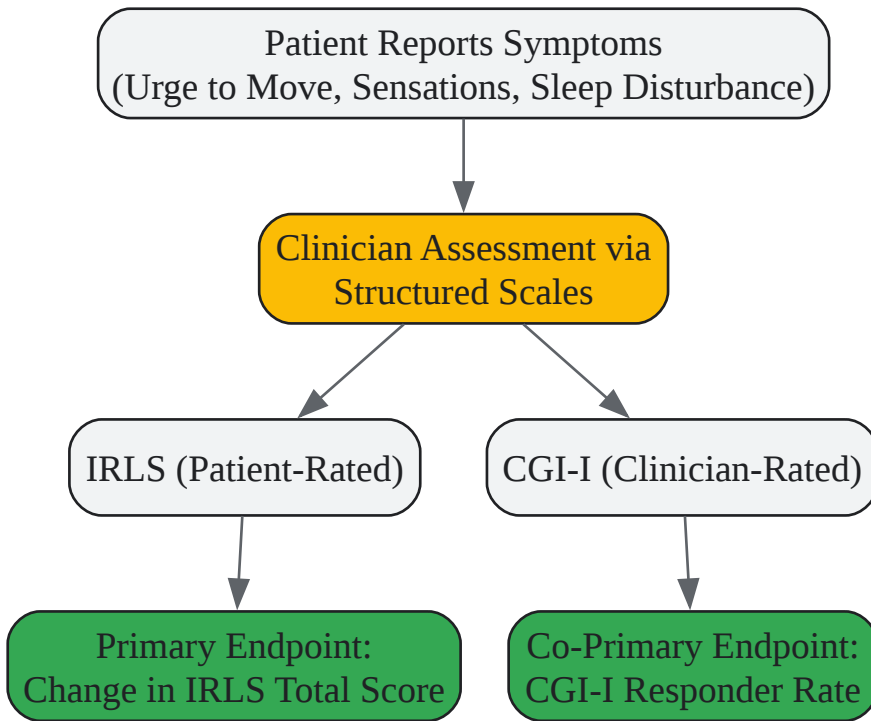 Patient Reports Symptoms
(Urge to Move, Sensations, Sleep Disturbance)
Clinician Assessment via
Structured Scales
IRLS (Patient-Rated)
CGI-I (Clinician-Rated)
Primary Endpoint:
Change in IRLS Total Score
Co-Primary Endpoint:
CGI-I Responder Rate